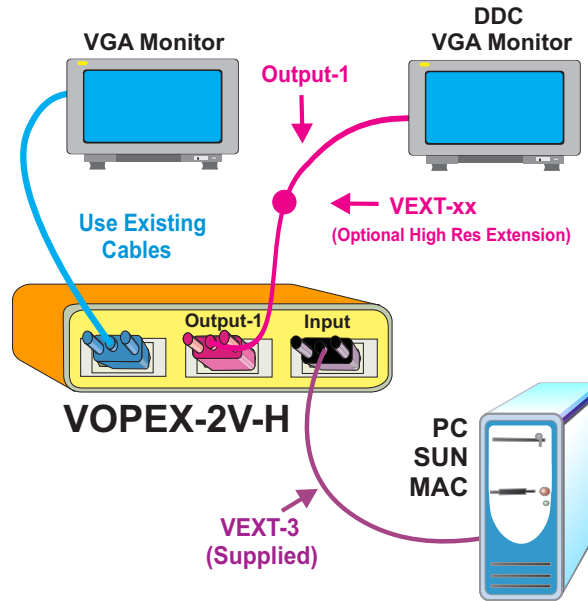 DDC
VGA Monitor
VGA Monitor
Output-1
VEXT-xx
(Optional High Res Extension)
Use Existing
Cables
Output-1
Input
VOPEX-2V-H
PC
SUN
MAC
VEXT-3
(Supplied)